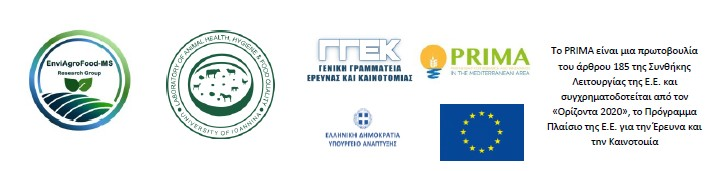 EnviAgroFood-MS
Research Group
LABORATORY OF ANIMAL HEALTH, HYGIENE & FOOD QUALITY
UNIVERSITY OF IOANNINA
ΓΓΕΚ
ΓΕΝΙΚΗ ΓΡΑΜΜΑΤΕΙΑ
ΕΡΕΥΝΑΣ ΚΑΙ ΚΑΙΝΟΤΟΜΙΑΣ
ΕΛΛΗΝΙΚΗ ΔΗΜΟΚΡΑΤΙΑ
ΥΠΟΥΡΓΕΙΟ ΑΝΑΠΤΥΞΗΣ
PRIMA
IN THE MEDITERRANEAN AREA
Το PRIMA είναι μια πρωτοβουλία
του άρθρου 185 της Συνθήκης
Λειτουργίας της Ε.Ε. και
συγχρηματοδοτείται από τον
«Ορίζοντα 2020», το Πρόγραμμα
Πλαίσιο της Ε.Ε. για την Έρευνα και
την Καινοτομία